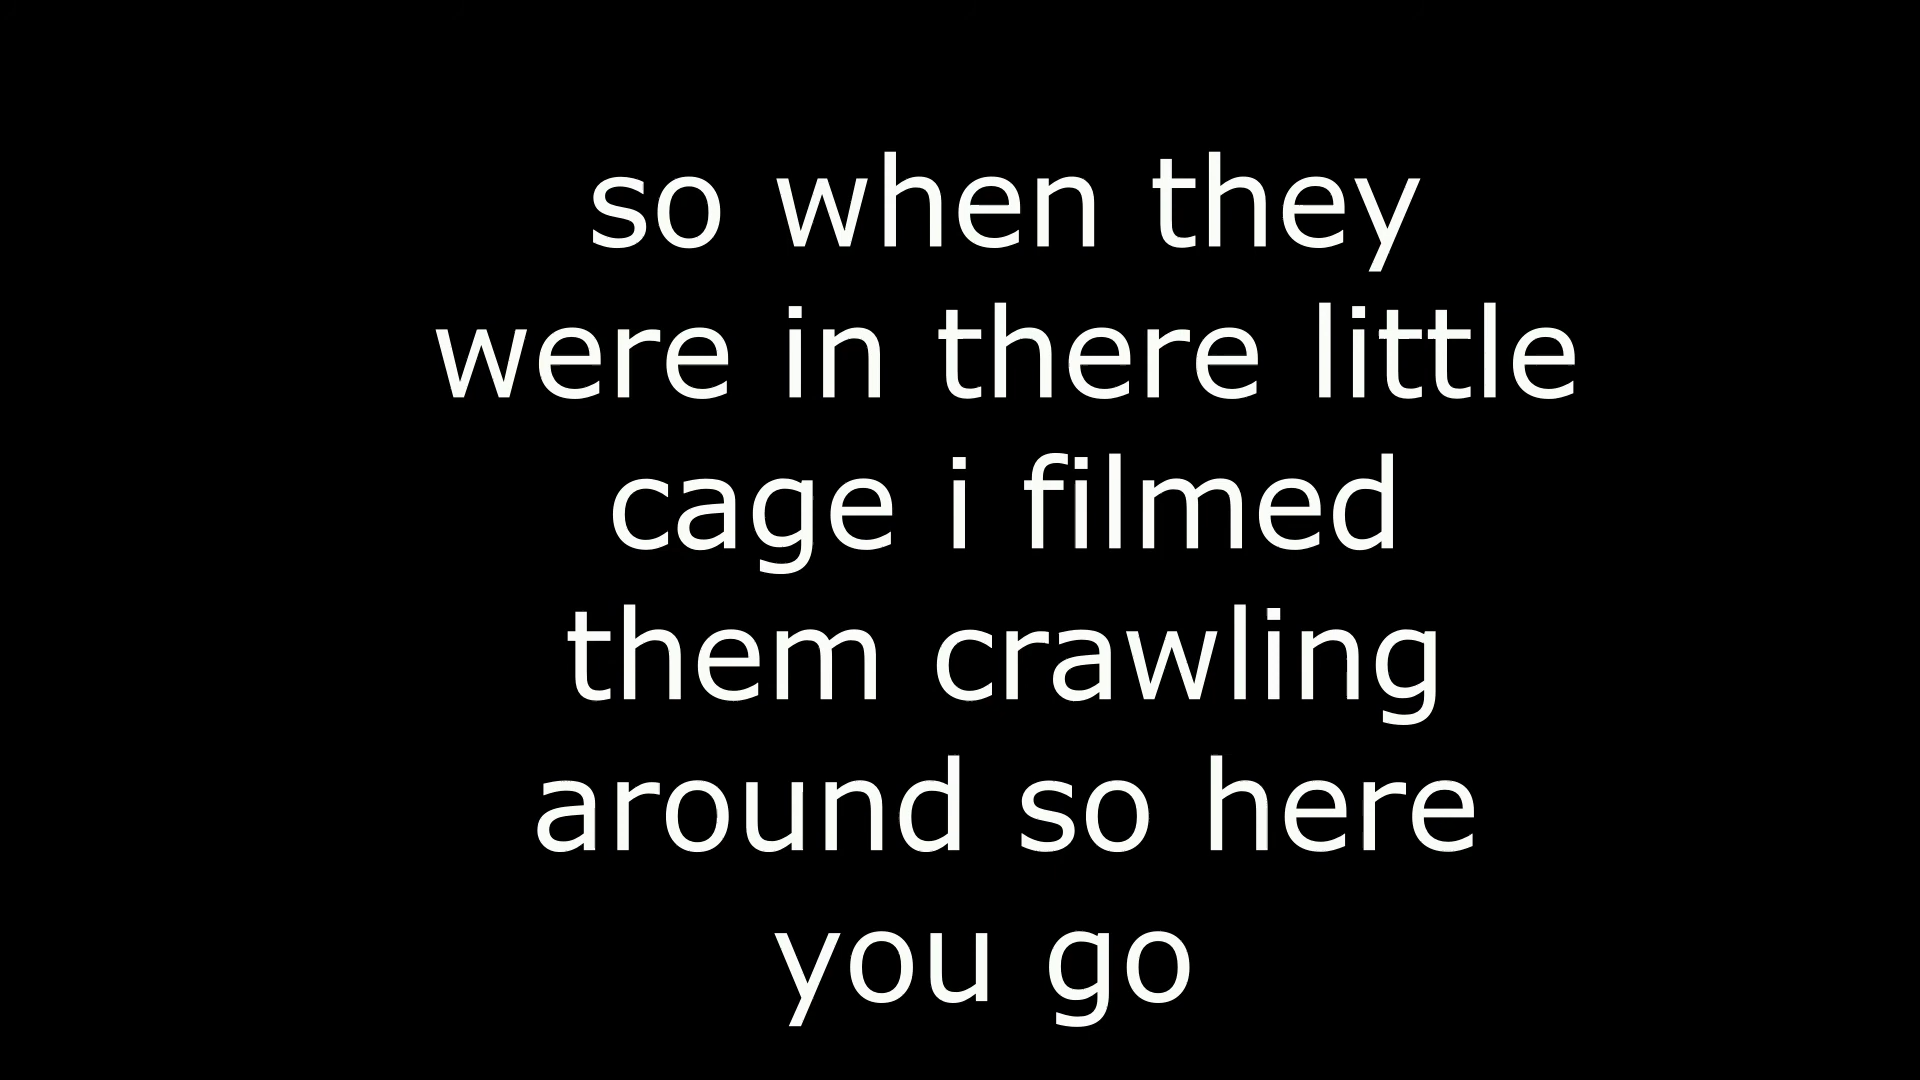 so when they
were in there little
cage i filmed
them crawling
around so here
you go